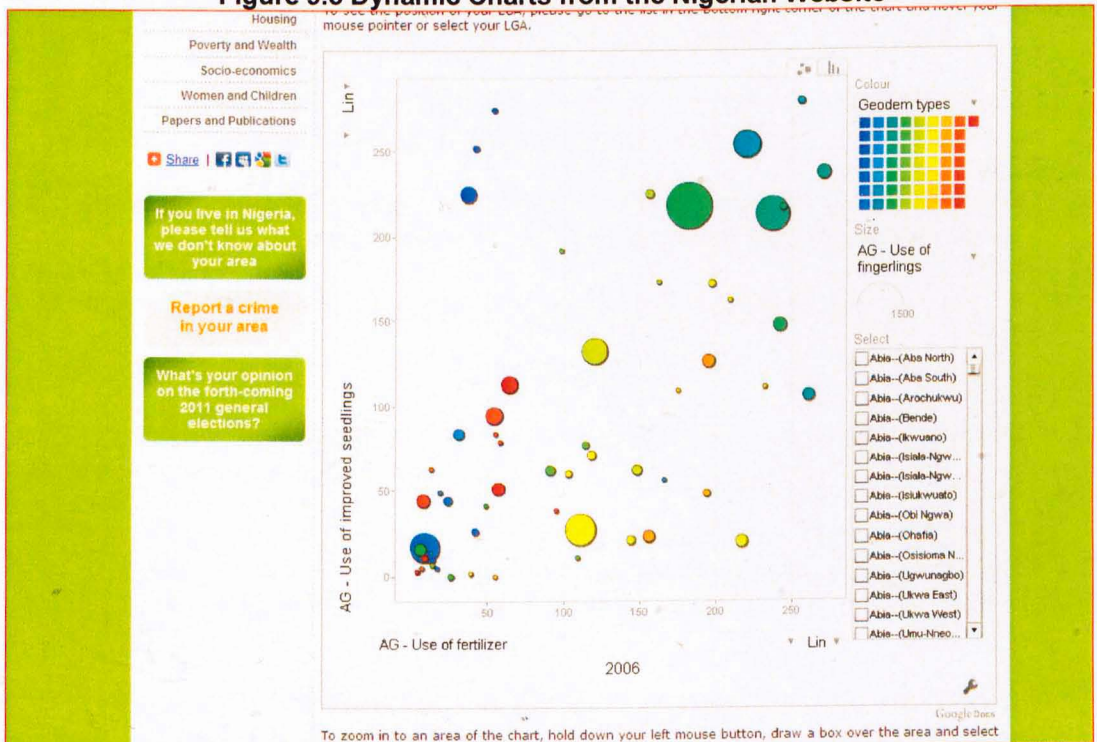 Figure 5.6 Dynamic Charts from the Nigerian Website
To see the position of your LGA, please go to the list in the bottom right corner of the chart and hover your
mouse pointer or select your LGA.
Housing
Poverty and Wealth
Socio-economics
Women and Children
Papers and Publications
Share |
If you live in Nigeria,
please tell us what
we don't know about
your area
Report a crime
in your area
What's your opinion
on the forth-coming
2011 general
elections?
Lin
250
200
150
100
50
0
AG - Use of improved seedlings
50
100
150
200
250
AG - Use of fertilizer
Lin
2006
Colour
Geodem types
Size
AG - Use of
fingerlings
1500
Select
Abia--(Aba North)
Abia--(Aba South)
Abia--(Arochukwu)
Abia--(Bende)
Abia--(Ikwuano)
Abia--(Isiala-Ngw...
Abia--(Isiala-Ngw...
Abia--(Isiukwuato)
Abia--(Obi Ngwa)
Abia--(Ohafia)
Abia--(Osisioma N...
Abia--(Ugwunagbo)
Abia--(Ukwa East)
Abia--(Ukwa West)
Abia--(Umu-Nneo...
Google Docs
To zoom in to an area of the chart, hold down your left mouse button, draw a box over the area and select